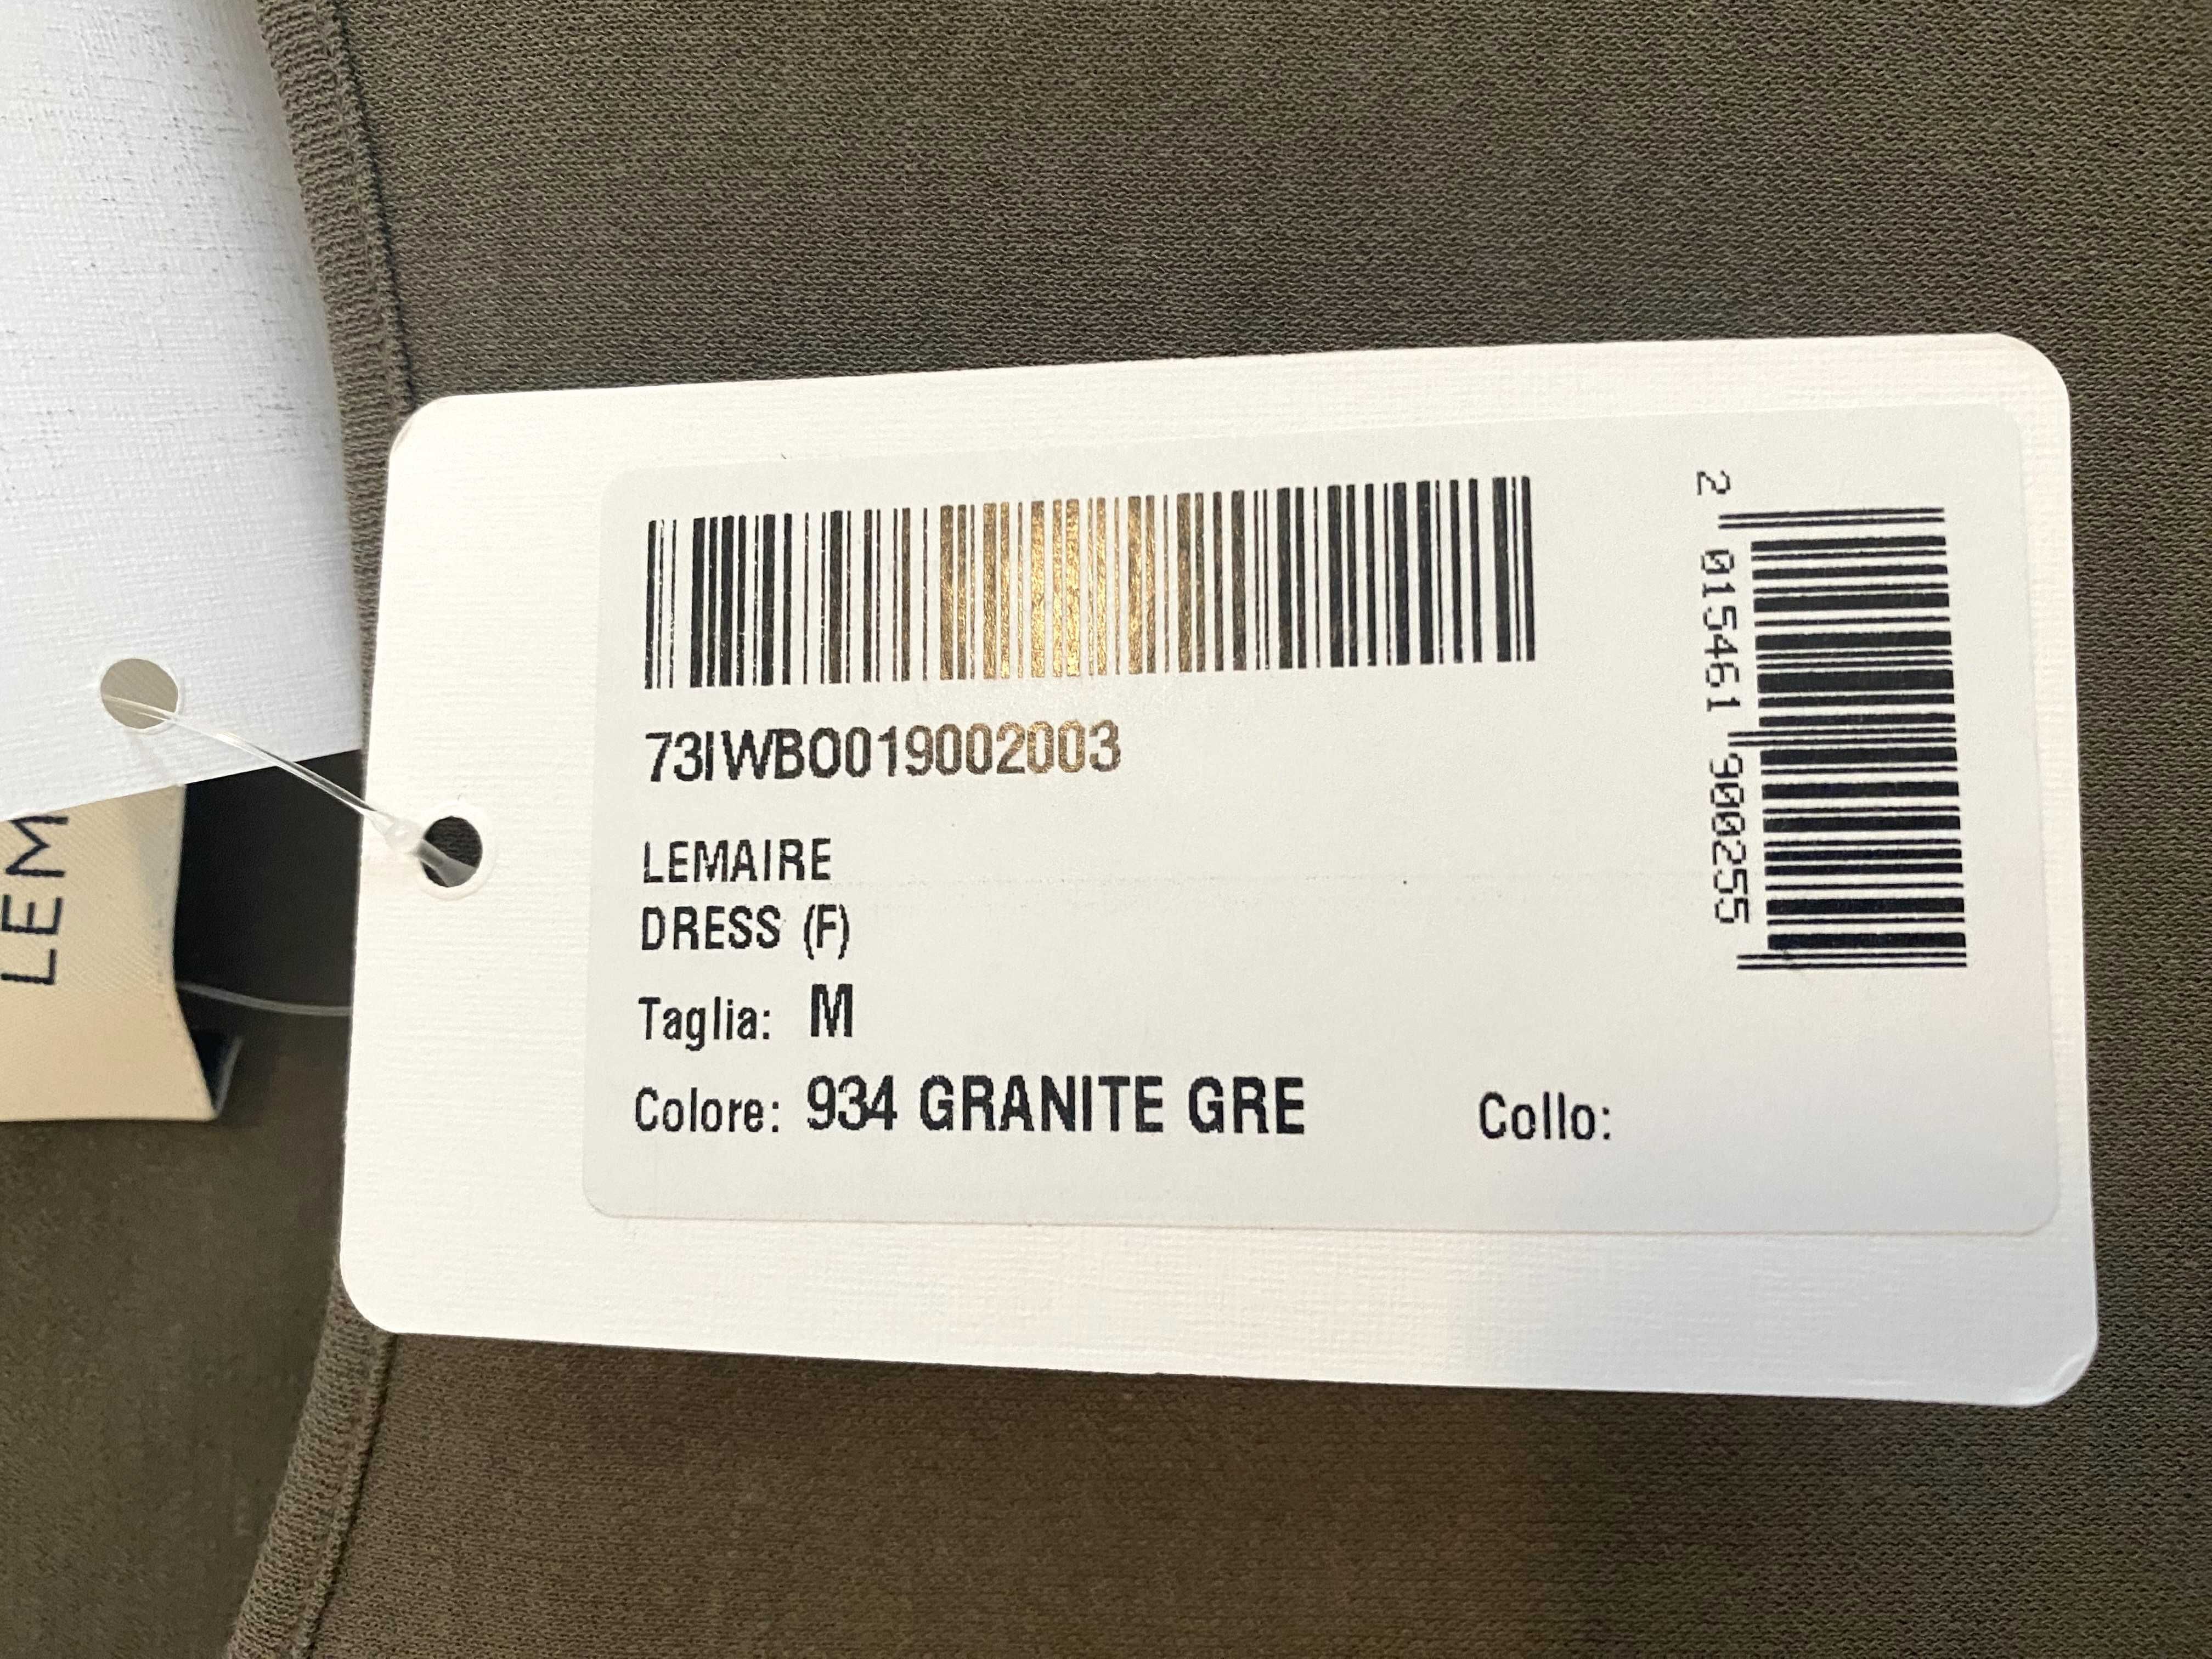 73IWBO019002003
LEMAIRE
DRESS (F)
Taglia: M
Colore: 934 GRANITE GRE
Collo:
2 015461 900255
LEM